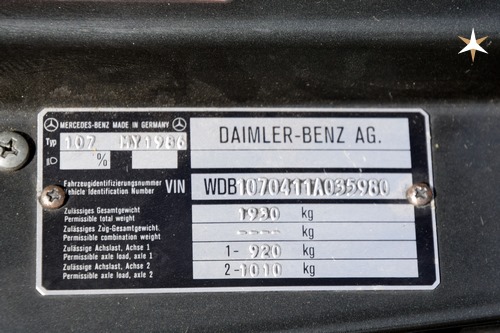 MERCEDES-BENZ MADE IN GERMANY
Typ 107 MY1986
%
DAIMLER-BENZ AG.
Fahrzeugidentifizierungsnummer
Vehicle Identification Number
VIN WDB1070411A035980
Zulässiges Gesamtgewicht
Permissible total weight
1930 kg
Zulässiges Zug-Gesamtgewicht
Permissible combination weight
---- kg
Zulässige Achslast, Achse 1
Permissible axle load, axle 1
1- 920 kg
Zulässige Achslast, Achse 2
Permissible axle load, axle 2
2-1010 kg